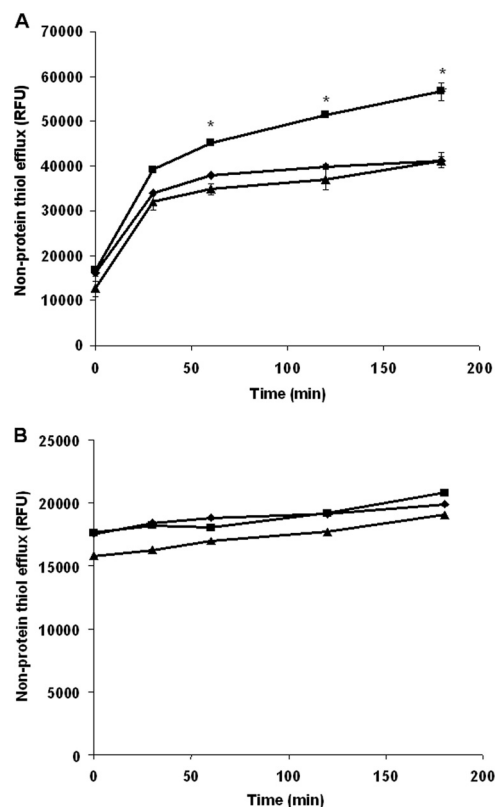 A
Non-protein thiol efflux (RFU)
70000
60000
50000
40000
30000
20000
10000
0
* * *
0 50 100 150 200
Time (min)
B
Non-protein thiol efflux (RFU)
25000
20000
15000
10000
5000
0
0 50 100 150 200
Time (min)